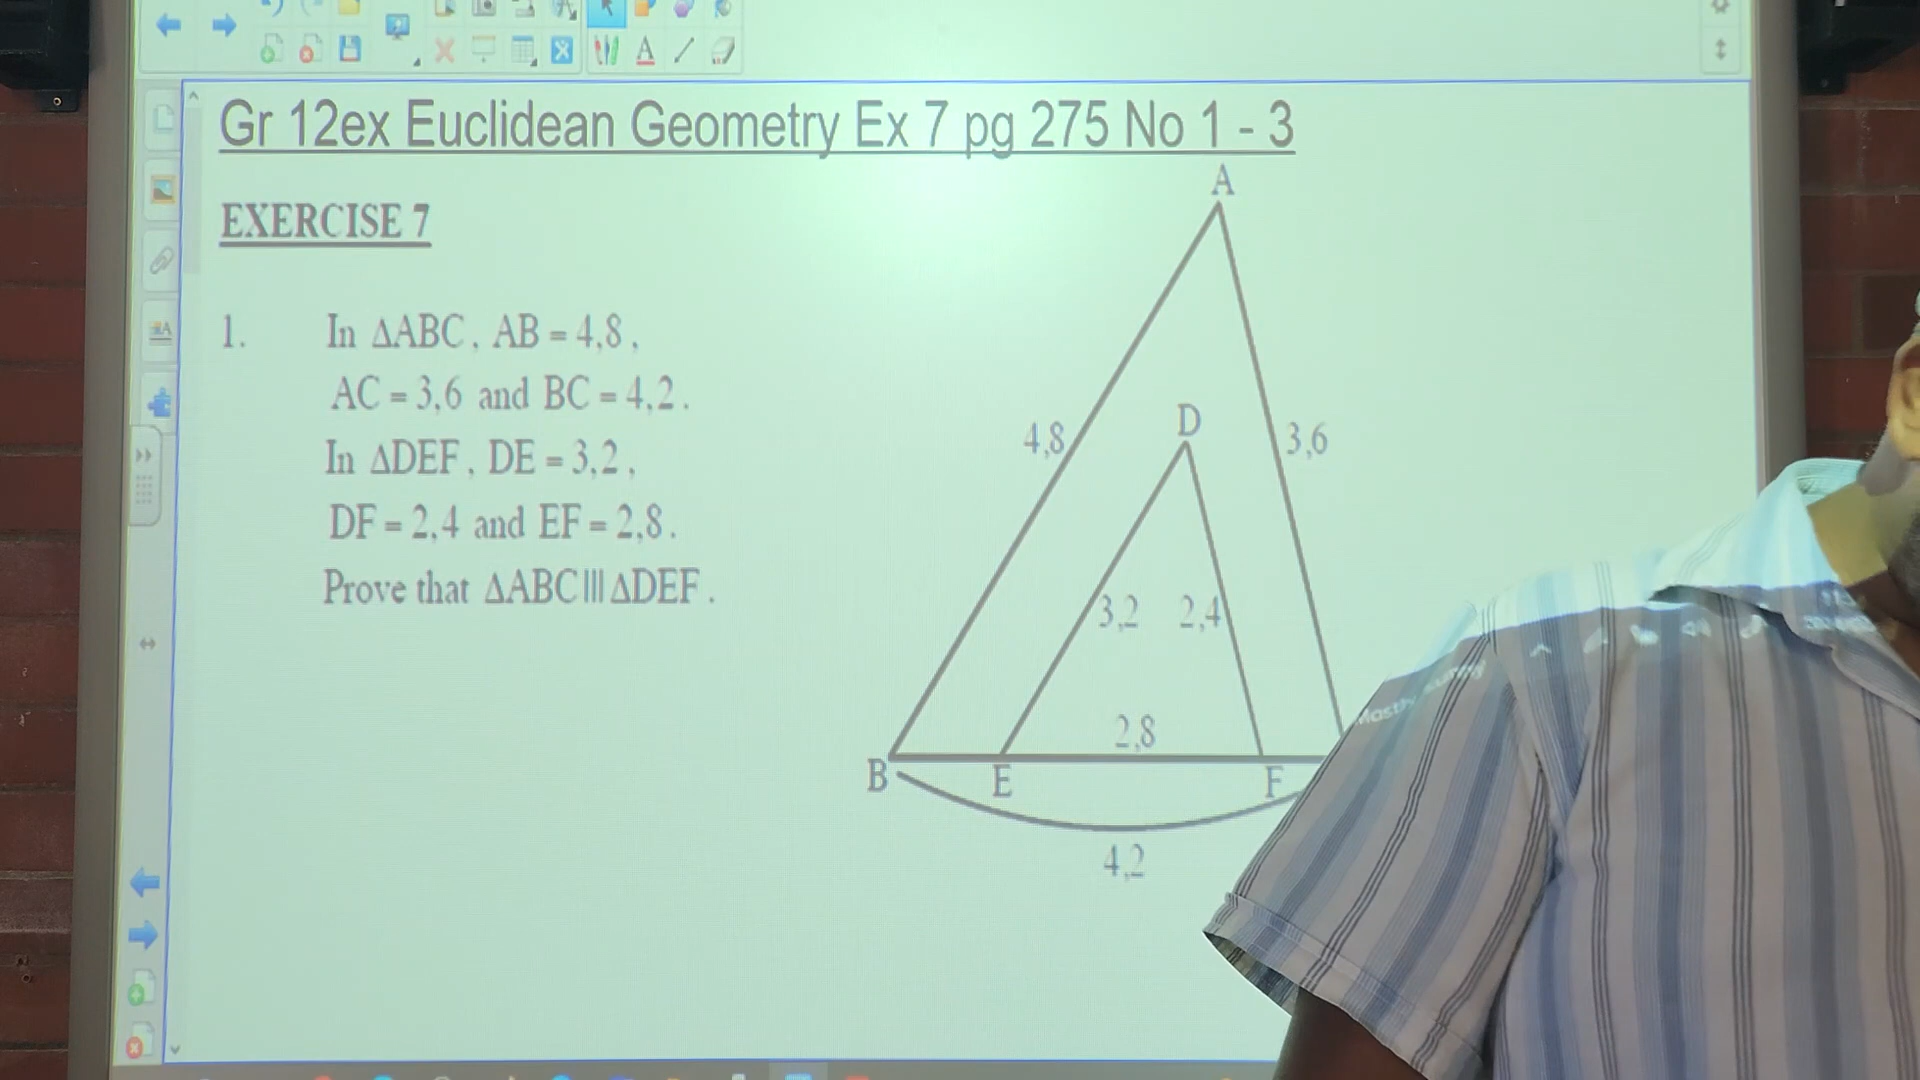 Gr 12ex Euclidean Geometry Ex 7 pg 275 No 1 - 3
EXERCISE 7
1. In ΔABC, AB = 4,8,
AC = 3,6 and BC = 4,2.
In ΔDEF, DE = 3,2,
DF = 2,4 and EF = 2,8.
Prove that ΔABC||| ΔDEF.
A
D
4,8
3,6
3,2
2,4
2,8
B
E
F
4,2